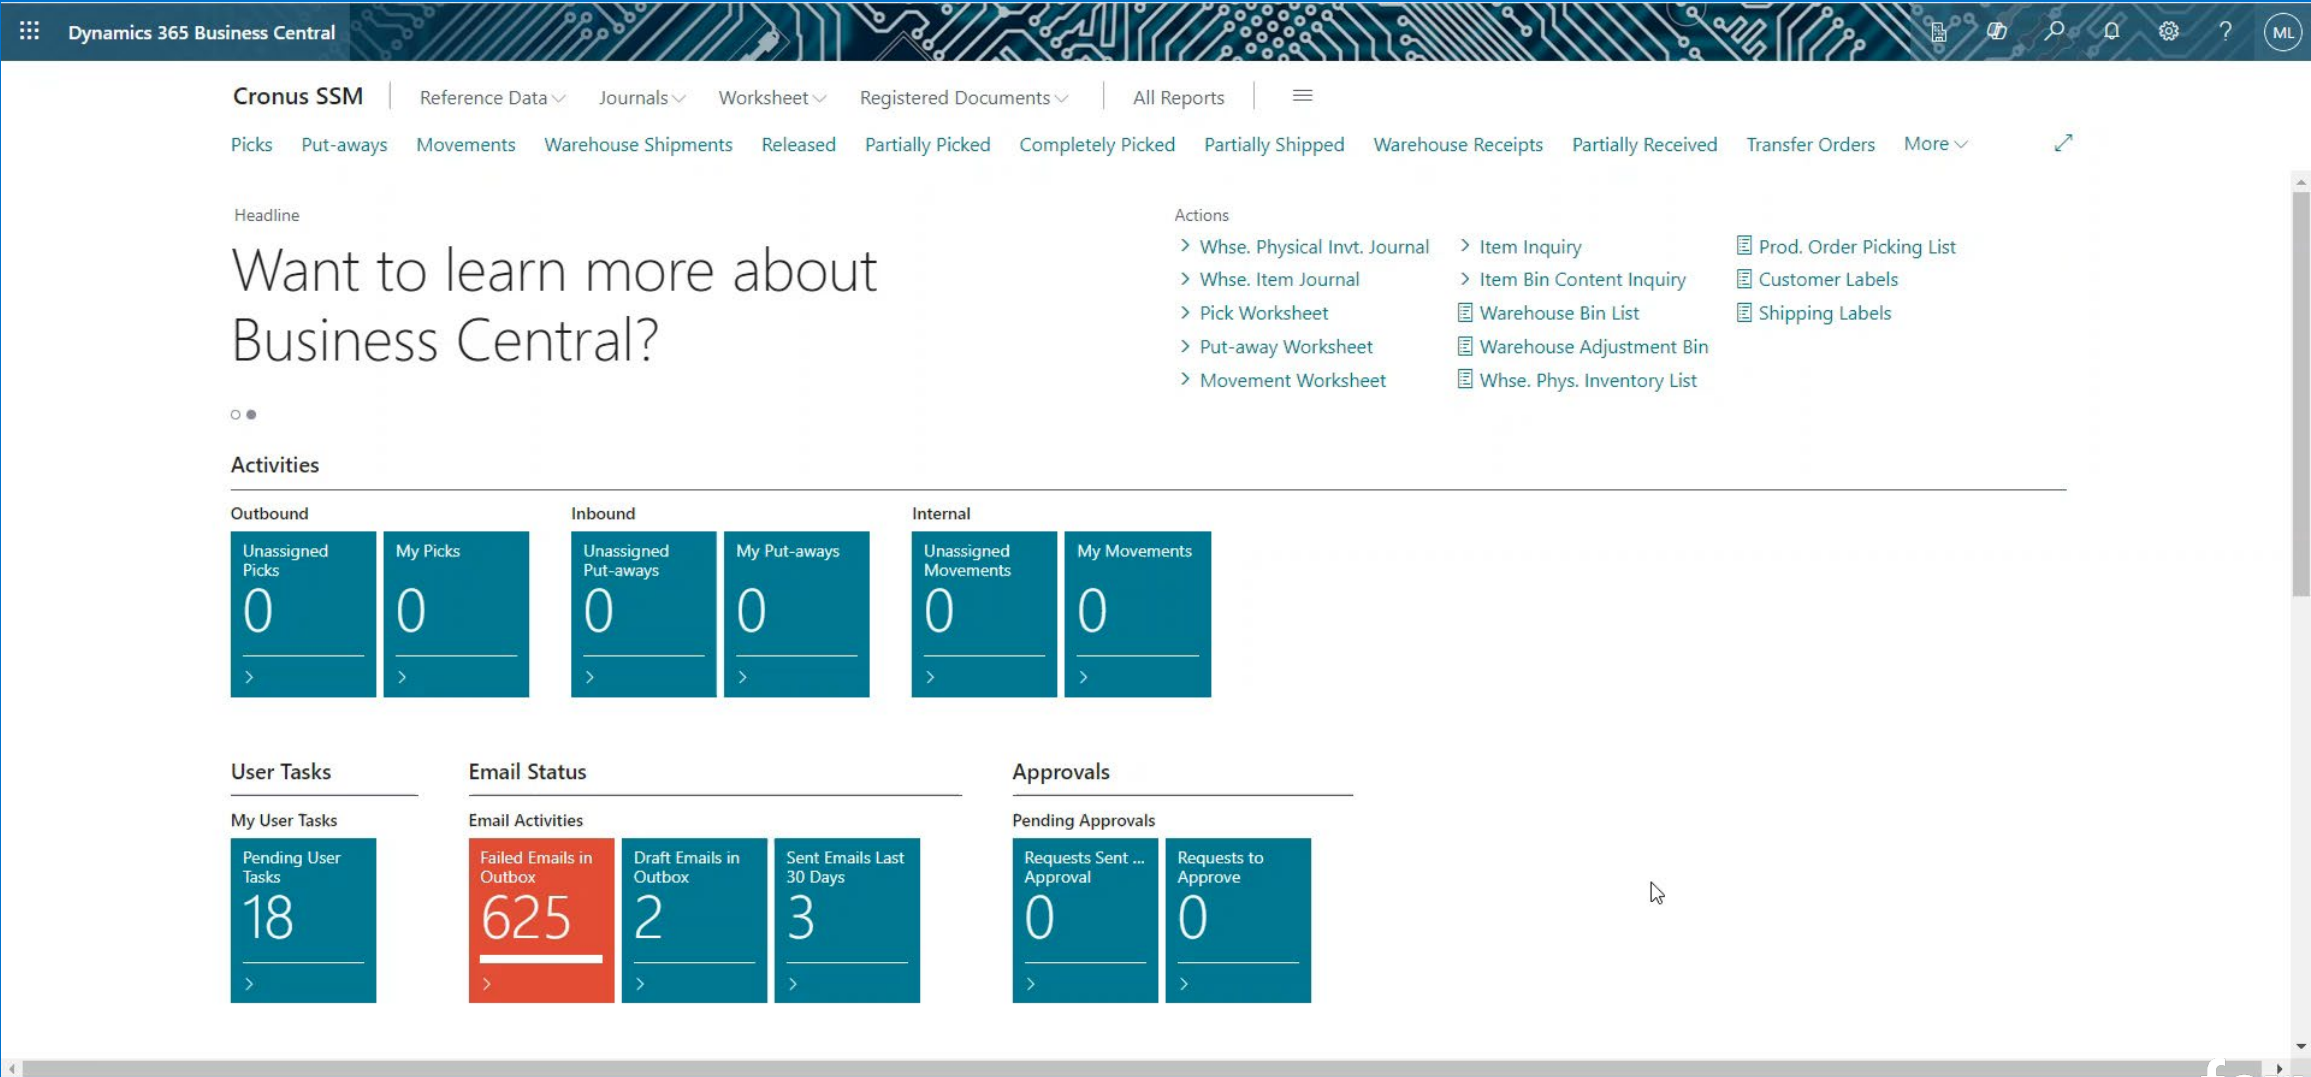 Dynamics 365 Business Central
ML
Cronus SSM
Reference Data
Journals
Worksheet
Registered Documents
All Reports
Picks
Put-aways
Movements
Warehouse Shipments
Released
Partially Picked
Completely Picked
Partially Shipped
Warehouse Receipts
Partially Received
Transfer Orders
More
Headline
Want to learn more about
Business Central?
Actions
Whse. Physical Invt. Journal
Whse. Item Journal
Pick Worksheet
Put-away Worksheet
Movement Worksheet
Item Inquiry
Item Bin Content Inquiry
Warehouse Bin List
Warehouse Adjustment Bin
Whse. Phys. Inventory List
Prod. Order Picking List
Customer Labels
Shipping Labels
Activities
Outbound
Unassigned
Picks
0
My Picks
0
Inbound
Unassigned
Put-aways
0
My Put-aways
0
Internal
Unassigned
Movements
0
My Movements
0
User Tasks
My User Tasks
Pending User
Tasks
18
Email Status
Email Activities
Failed Emails in
Outbox
625
Draft Emails in
Outbox
2
Sent Emails Last
30 Days
3
Approvals
Pending Approvals
Requests Sent ...
Approval
0
Requests to
Approve
0